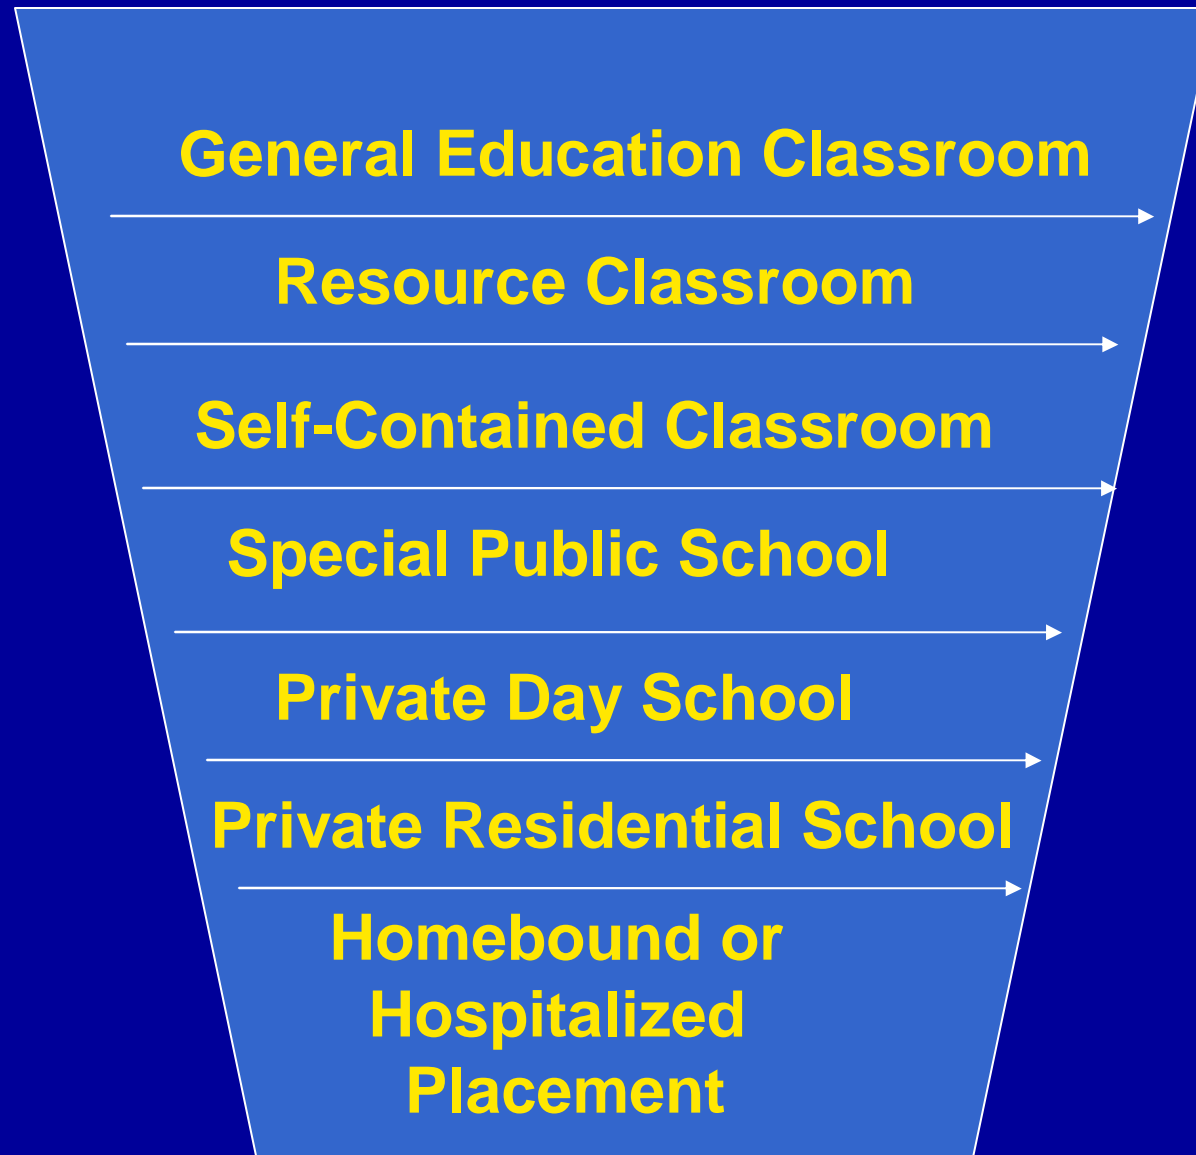 General Education Classroom
Resource Classroom
Self-Contained Classroom
Special Public School
Private Day School
Private Residential School
Homebound or
Hospitalized
Placement